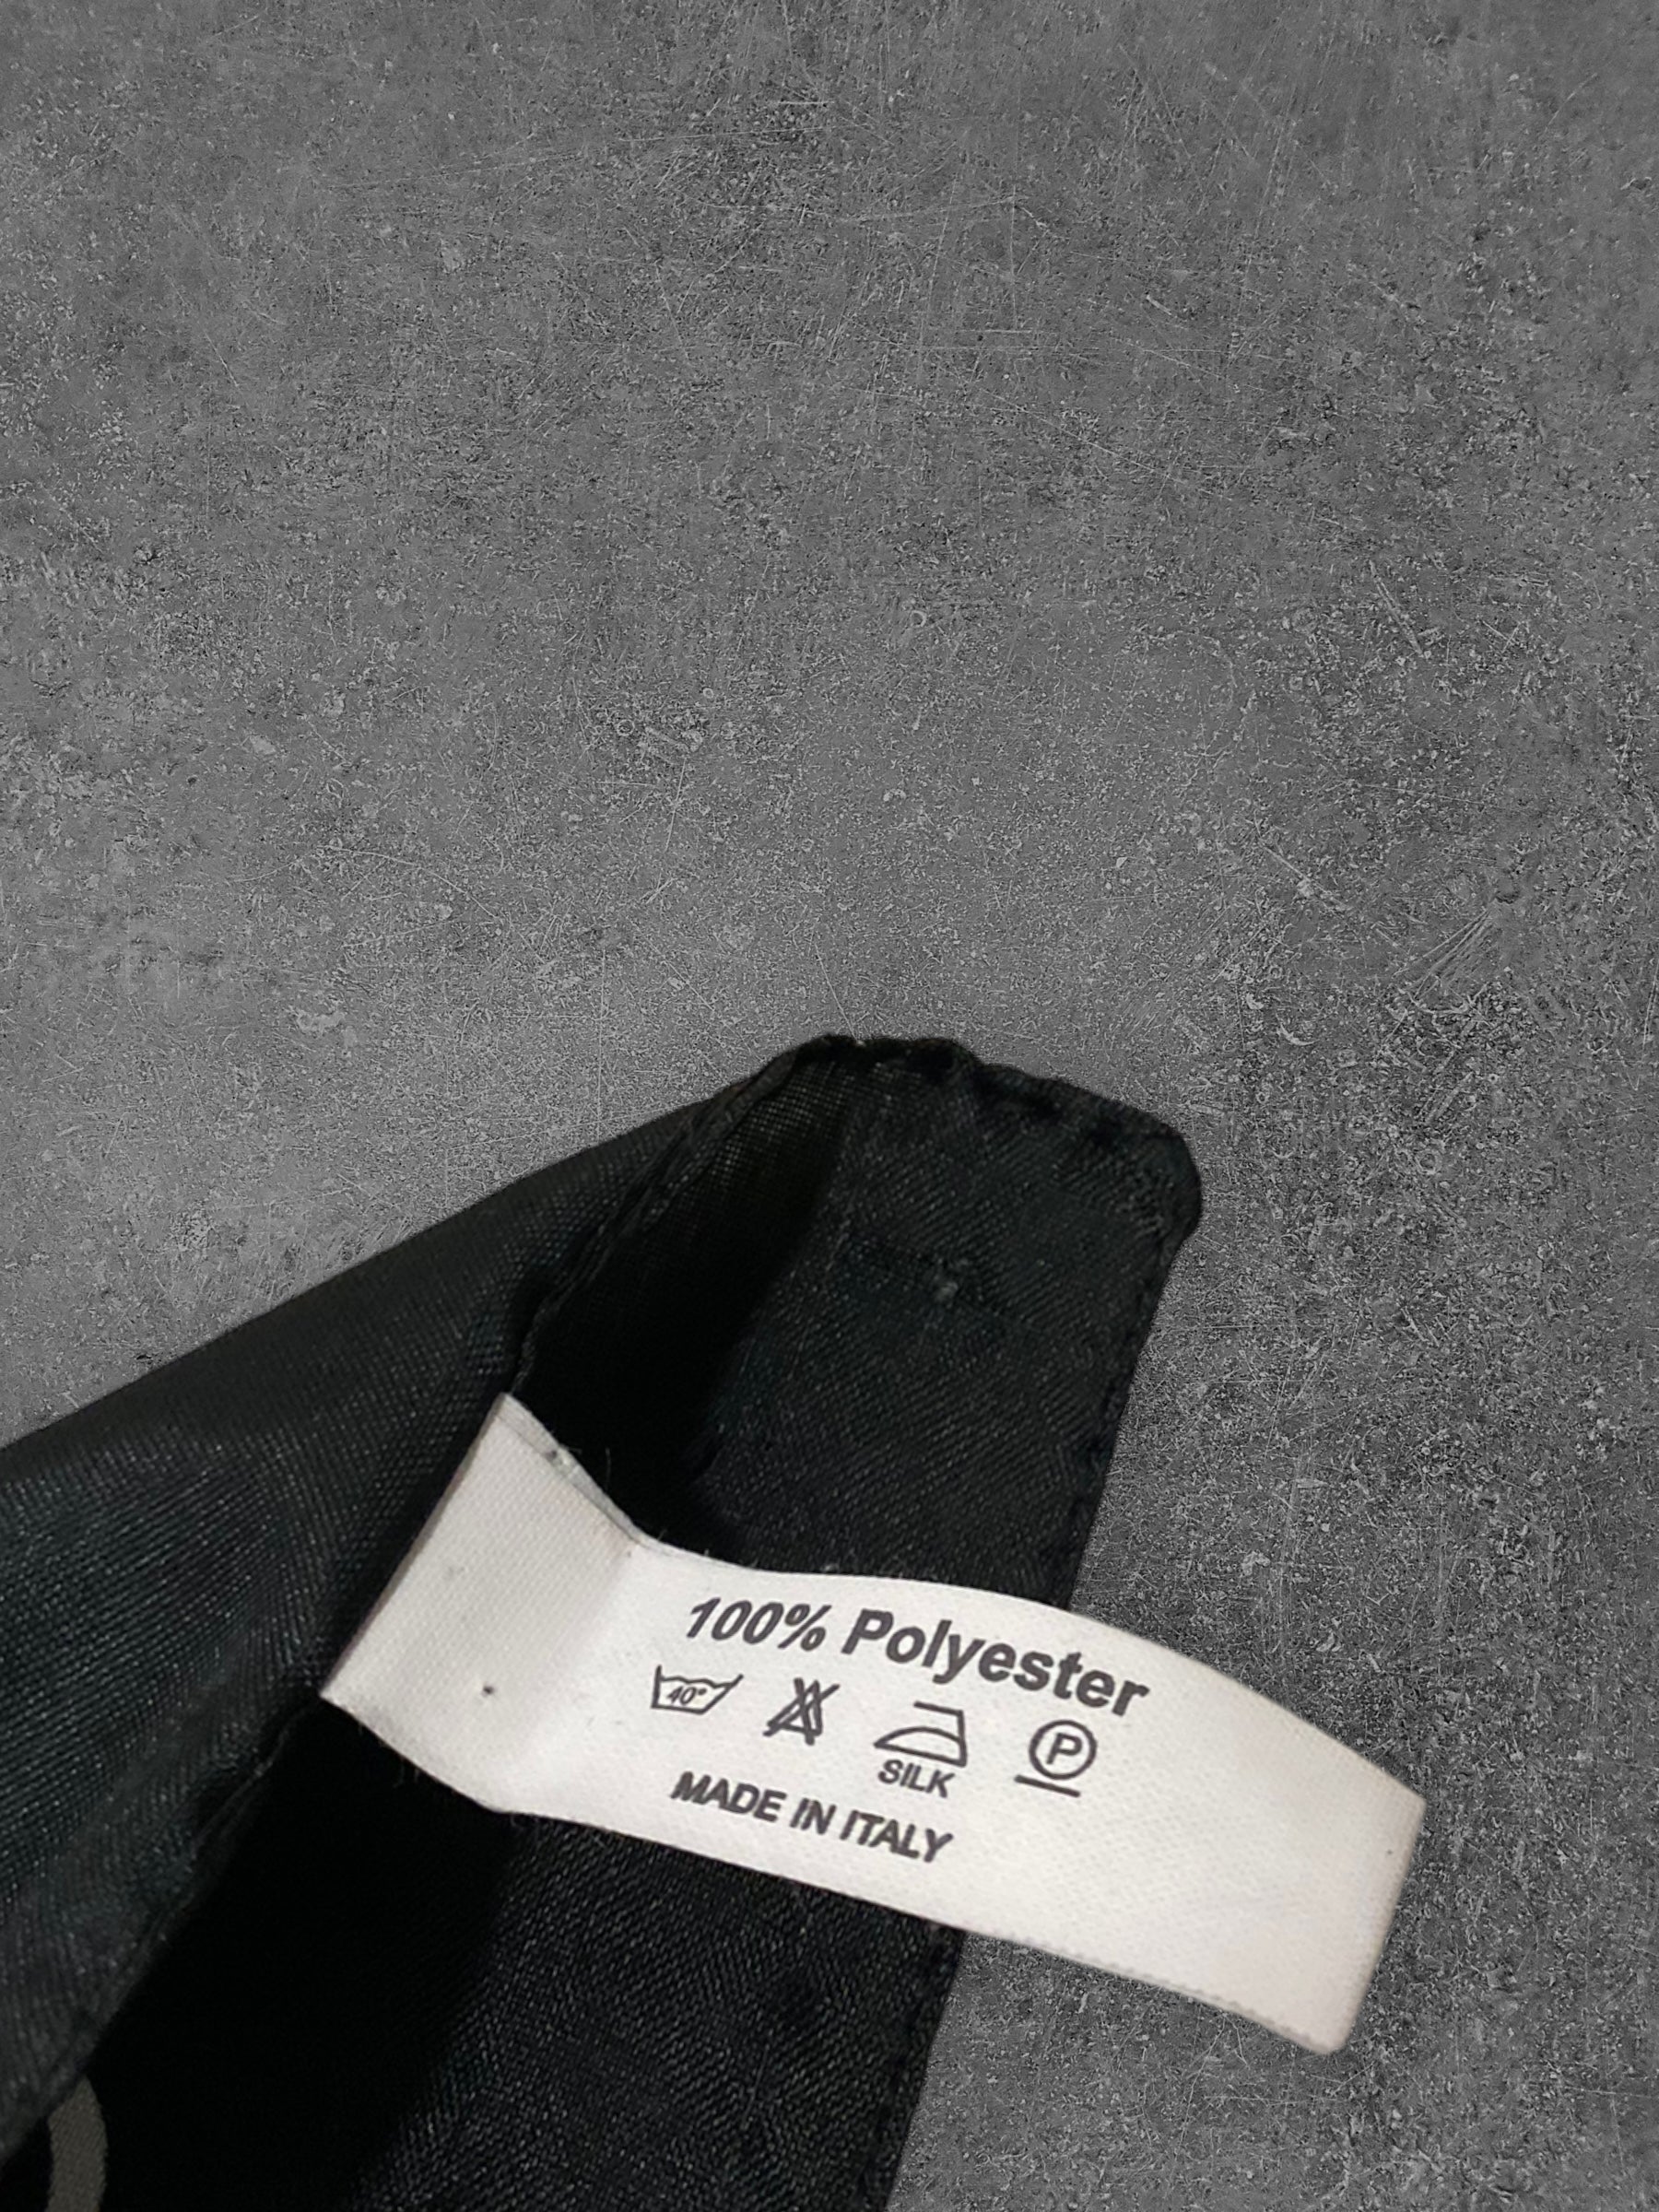 100% Polyester
40°
P
SILK
MADE IN ITALY